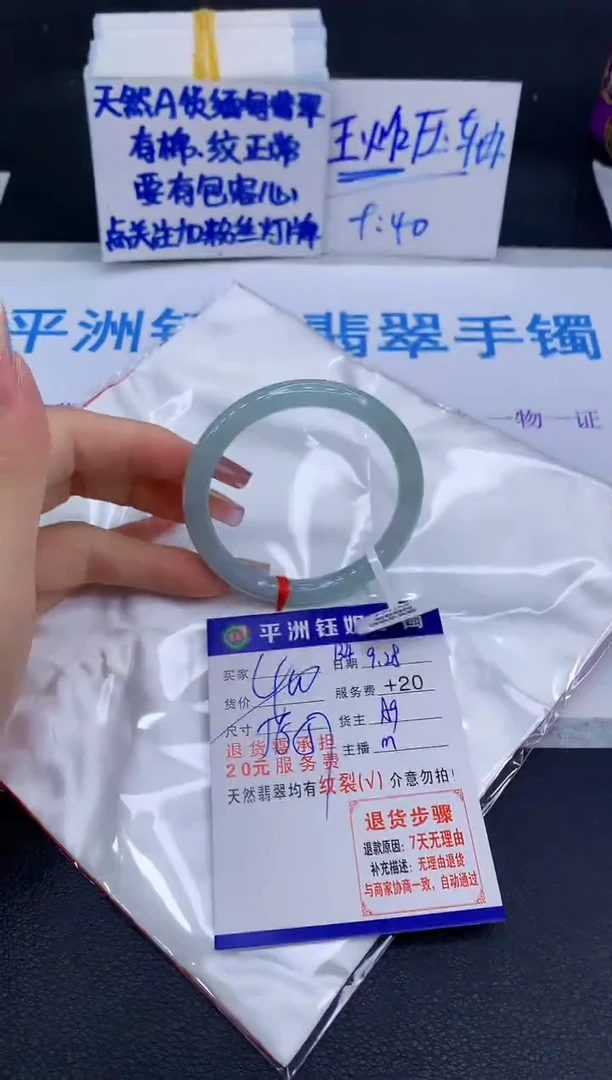 天然A货缅甸翡翠
有棉、纹正常
要有包容心
点关注加粉丝灯牌
f:40
平洲钰 翡翠手镯
一物一证
平洲钰
买家 日期 9.28
货价 400 服务费 +20
尺寸 货主 A9
退货需承担 主播 m
20元服务费
天然翡翠均有纹裂(√)介意勿拍!
退货步骤
退款原因:7天无理由
补充描述:无理由退货
与商家协商一致,自动通过